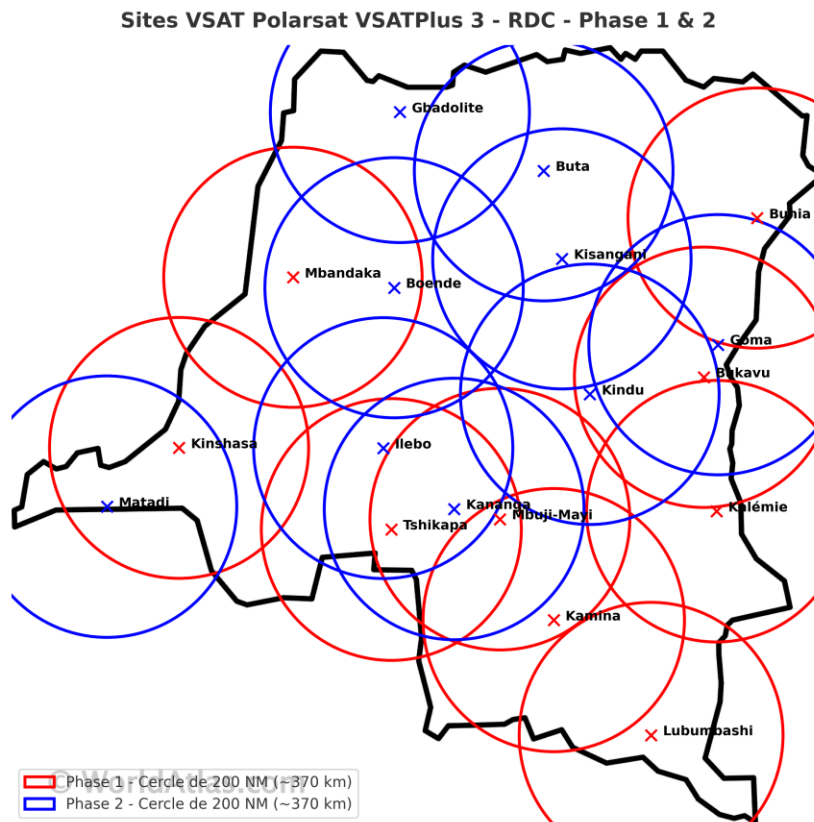 Sites VSAT Polarsat VSATPlus 3 - RDC - Phase 1 & 2
Gbadolite
Buta
Bunia
Kisangani
Mbandaka
Boende
Goma
Bukavu
Kindu
Kinshasa
Ilebo
Matadi
Kananga
Kalémie
Mbuji-Mayi
Tshikapa
Kamina
Lubumbashi
© WorldAtlas.com
Phase 1 - Cercle de 200 NM (~370 km)
Phase 2 - Cercle de 200 NM (~370 km)